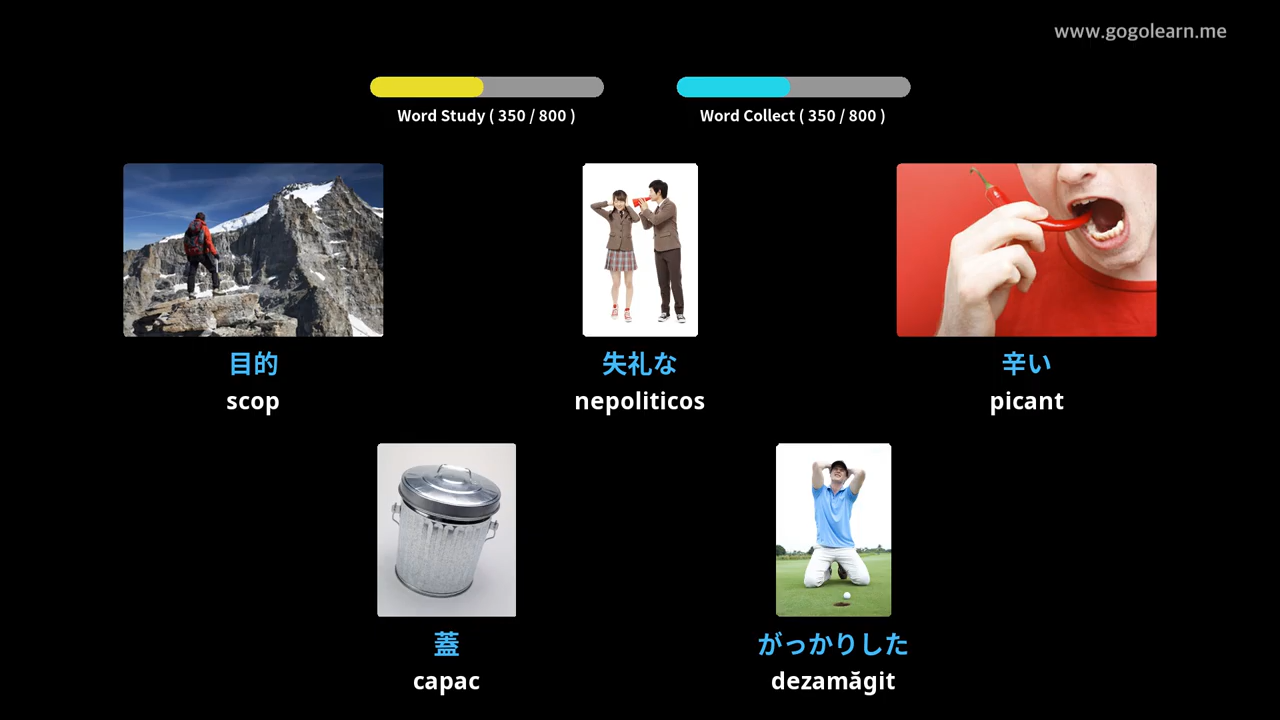 www.gogolearn.me
Word Study ( 350 / 800 )
Word Collect ( 350 / 800 )
目的
scop
失礼な
nepoliticos
辛い
picant
蓋
capac
がっかりした
dezamăgit